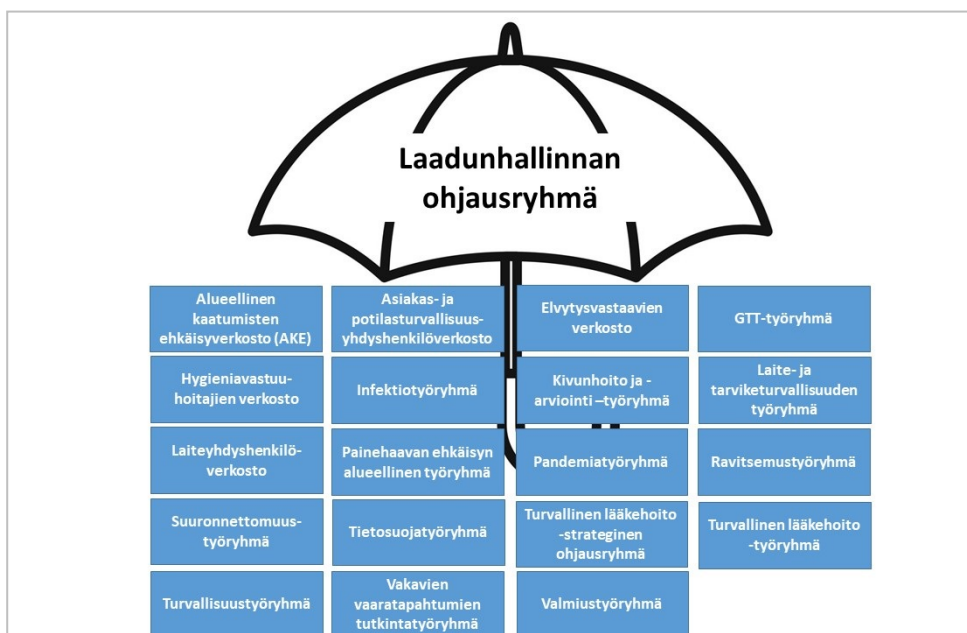 Laadunhallinnan
ohjausryhmä
Alueellinen
kaatumisten
ehkäisyverkosto (AKE)
Asiakas- ja
potilasturvallisuus-
yhdyshenkilöverkosto
Elvytysvastaavien
verkosto
GTT-työryhmä
Hygieniavastuu-
hoitajien verkosto
Infektiotyöryhmä
Kivunhoito ja -
arviointi –työryhmä
Laite- ja
tarviketurvallisuuden
työryhmä
Laiteyhdyshenkilö-
verkosto
Painehaavan ehkäisyn
alueellinen työryhmä
Pandemiatyöryhmä
Ravitsemustyöryhmä
Suuronnettomuus-
työryhmä
Tietosuojatyöryhmä
Turvallinen lääkehoito
-strateginen
ohjausryhmä
Turvallinen lääkehoito
-työryhmä
Turvallisuustyöryhmä
Vakavien
vaaratapahtumien
tutkintatyöryhmä
Valmiustyöryhmä